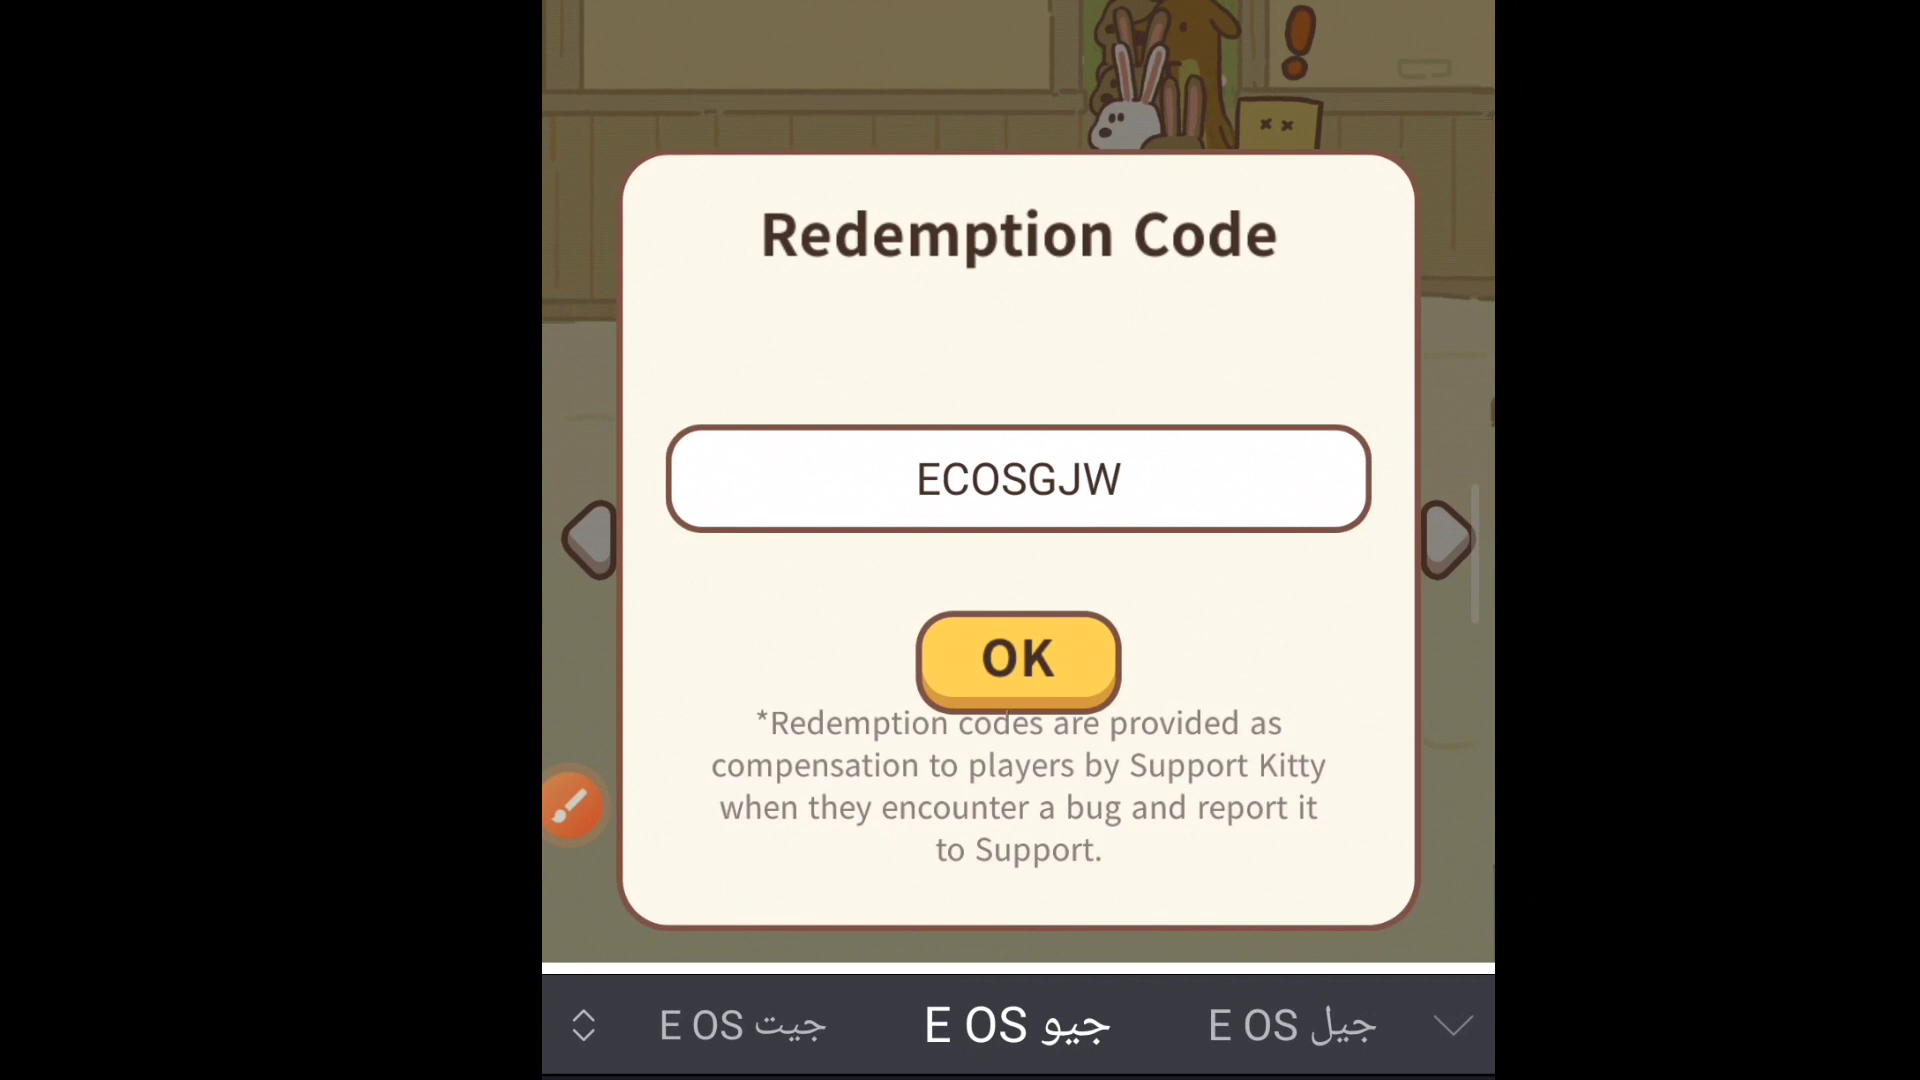 Redemption Code
ECOSGJW
OK
*Redemption codes are provided as
compensation to players by Support Kitty
when they encounter a bug and report it
to Support.
E OS جيت E OS جيو E OS جيل